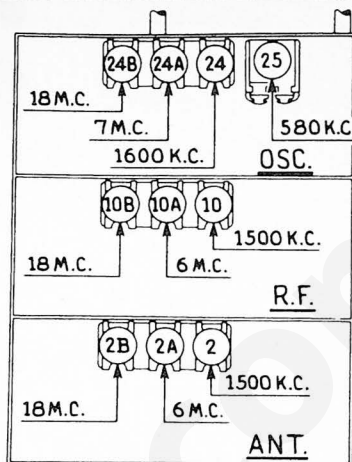 24B 24A 24 25
18 M.C.
7 M.C. 580 K.C.
1600 K.C. OSC.
10B 10A 10
1500 K.C.
18 M.C. 6 M.C.
R.F.
2B 2A 2
1500 K.C.
18 M.C. 6 M.C.
ANT.